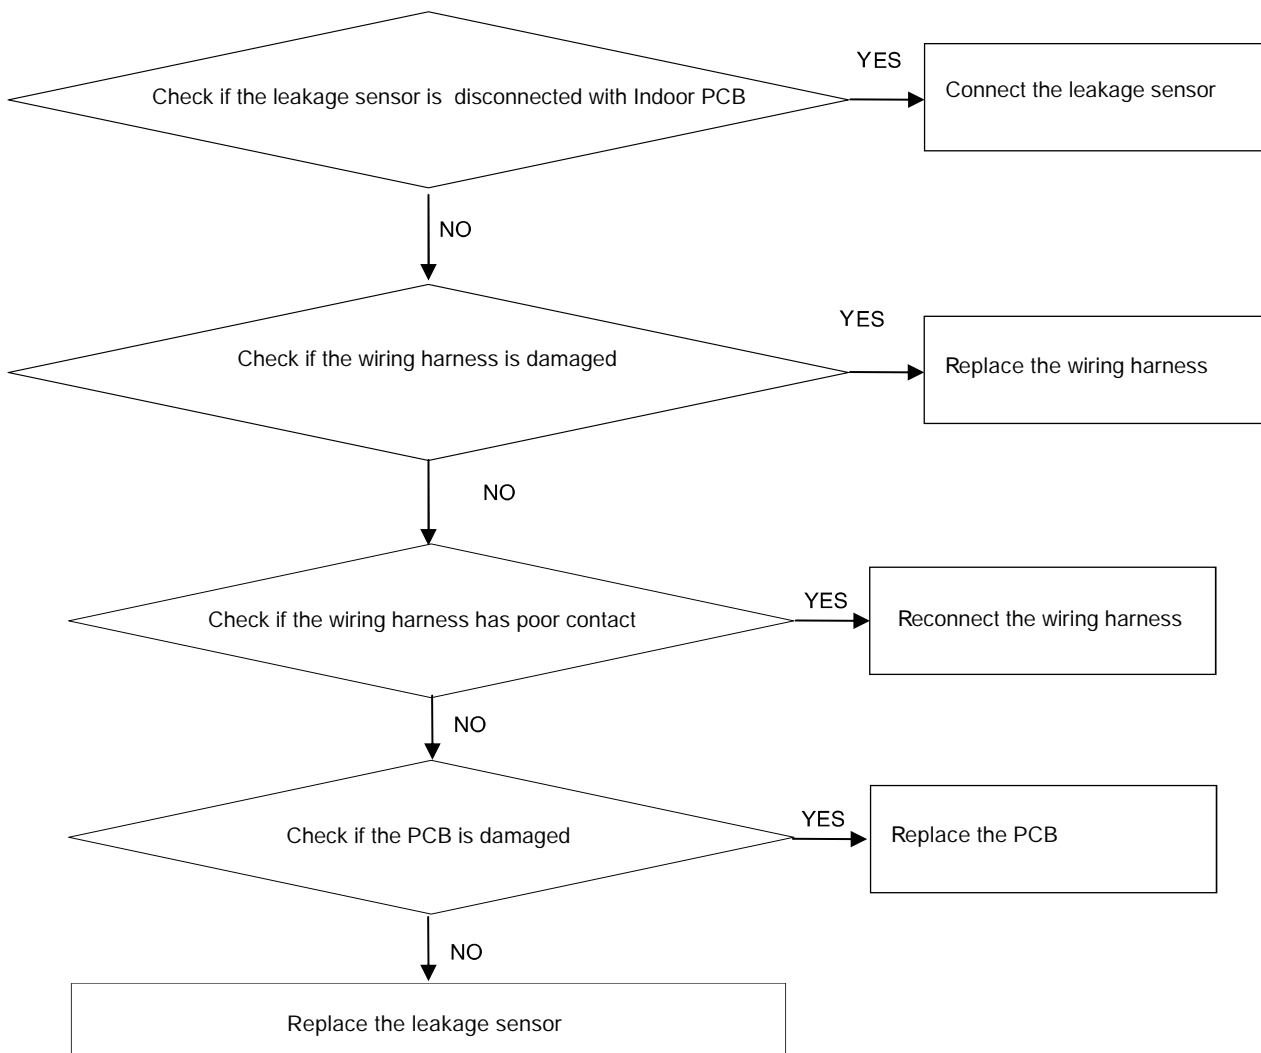 Check if the leakage sensor is  disconnected with Indoor PCB
YES
Connect the leakage sensor
NO
Check if the wiring harness is damaged
YES
Replace the wiring harness
NO
Check if the wiring harness has poor contact
YES
Reconnect the wiring harness
NO
Check if the PCB is damaged
YES
Replace the PCB
NO
Replace the leakage sensor